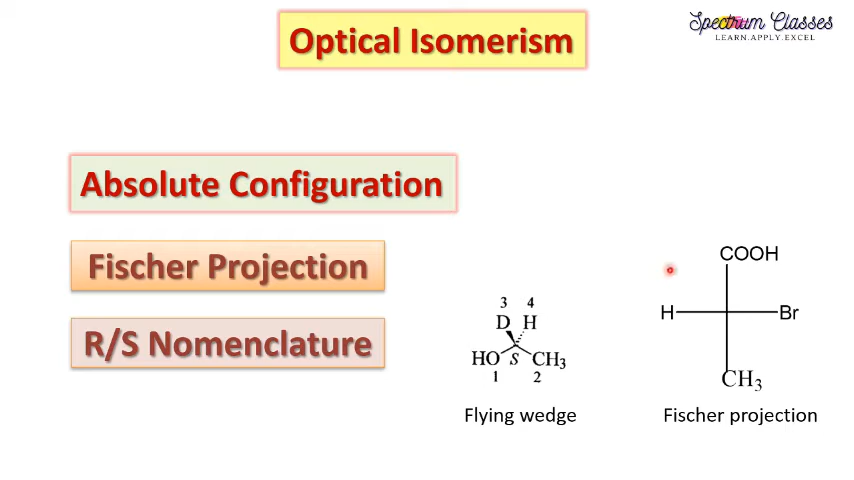 Optical Isomerism
Spectrum Classes
LEARN.APPLY.EXCEL
Absolute Configuration
Fischer Projection
R/S Nomenclature
3 4
D H
HO S CH3
1 2
Flying wedge
COOH
H Br
CH3
Fischer projection